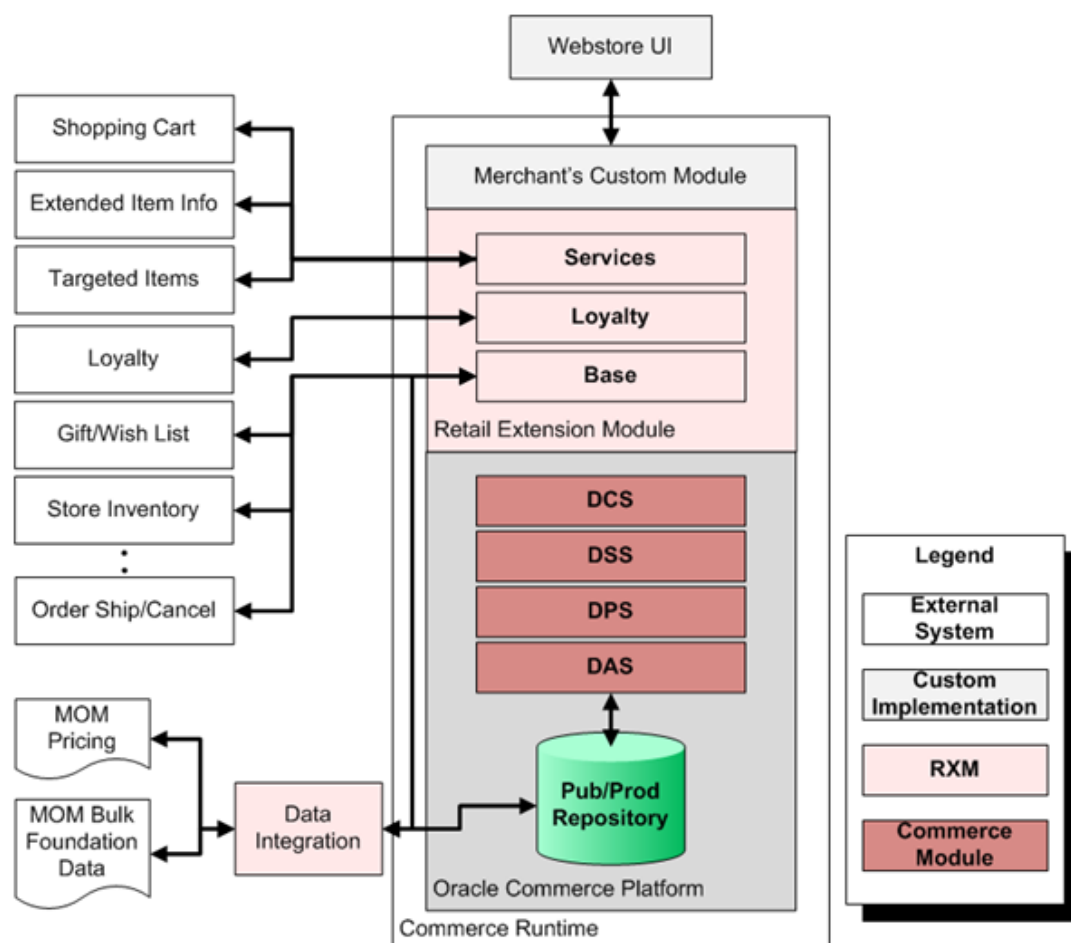 Webstore UI
Shopping Cart
Extended Item Info
Targeted Items
Loyalty
Gift/Wish List
Store Inventory
:
Order Ship/Cancel
MOM
Pricing
MOM Bulk
Foundation
Data
Data
Integration
Merchant's Custom Module
Services
Loyalty
Base
Retail Extension Module
DCS
DSS
DPS
DAS
Pub/Prod
Repository
Oracle Commerce Platform
Commerce Runtime
Legend
External
System
Custom
Implementation
RXM
Commerce
Module